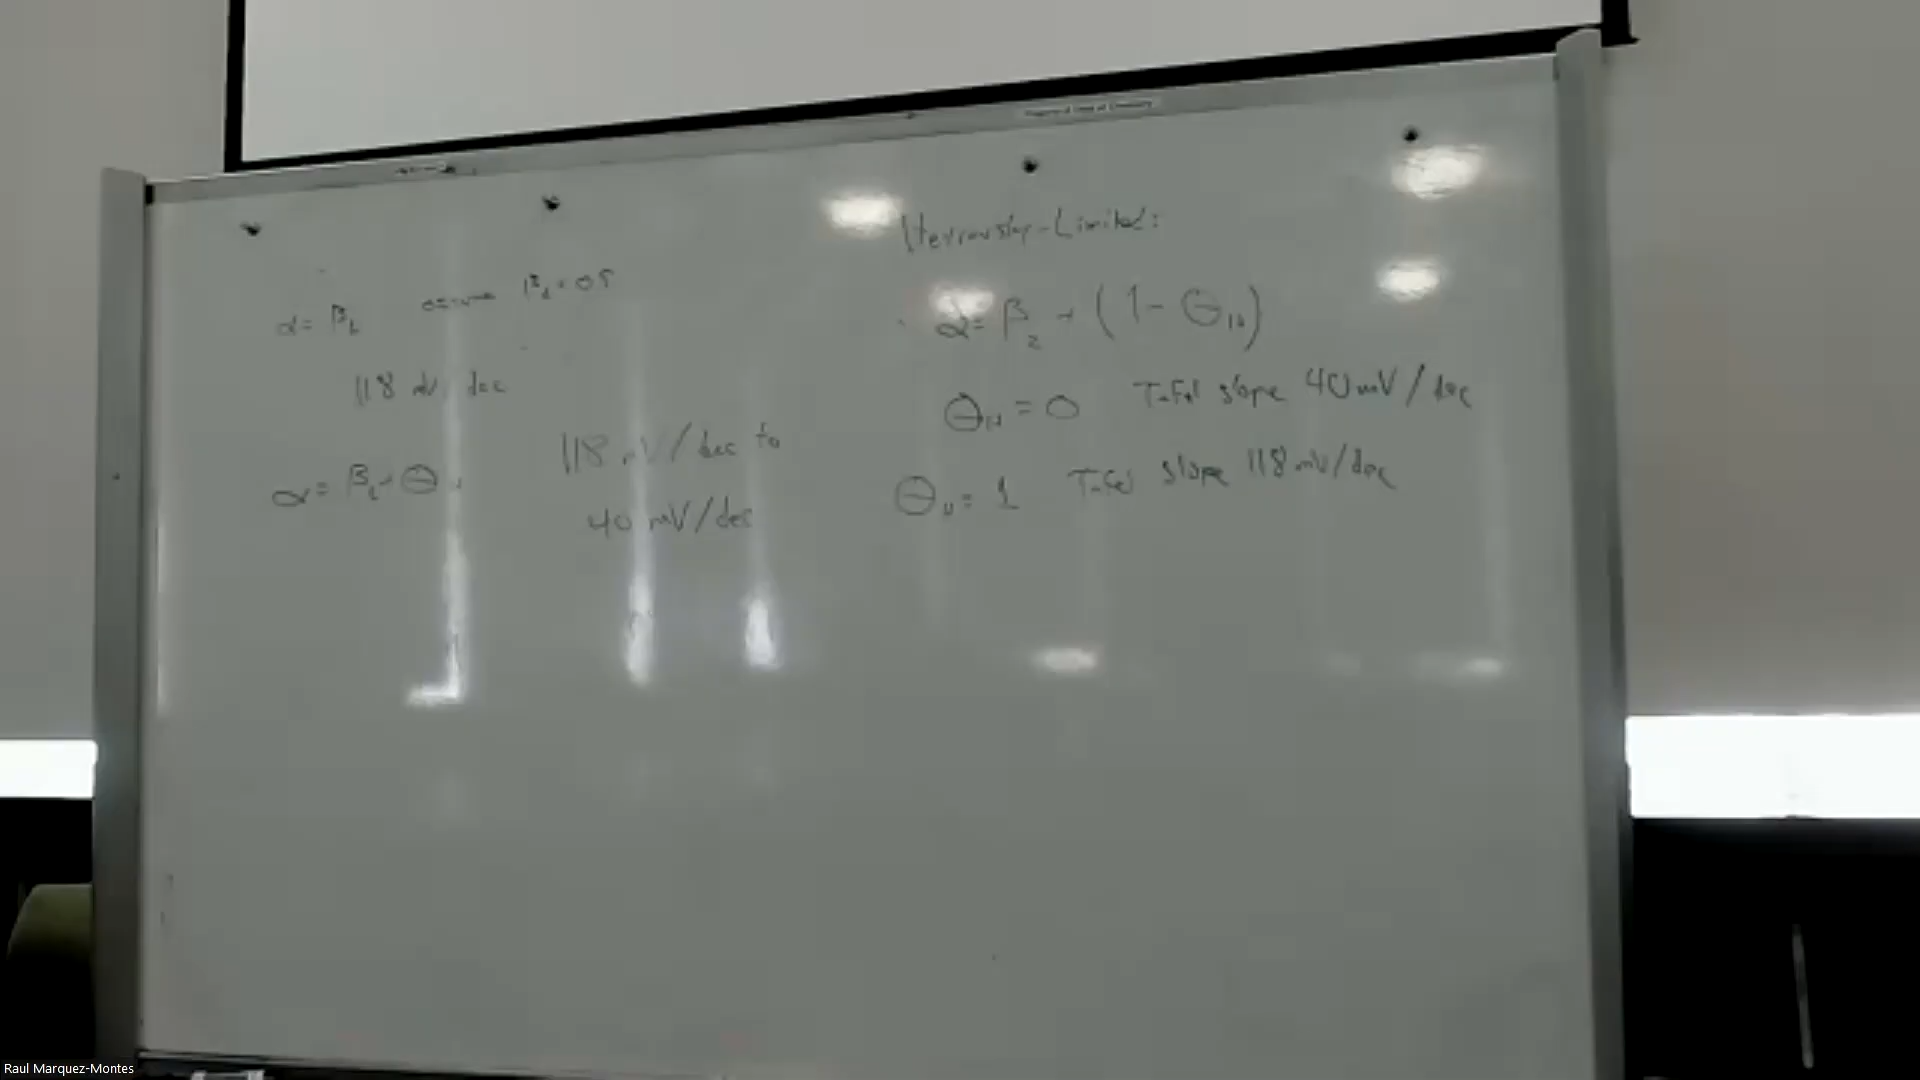 α = β₂ assume β₂ = 0.5
118 mV/dec
α = β₂ + θ
118 mV/dec to
40 mV/dec
Heyrovsky-Limited:
α = β₂ + (1 - θ_H)
θ_H = 0 Tafel slope 40 mV/dec
θ_H = 1 Tafel slope 118 mV/dec
Raul Marquez-Montes